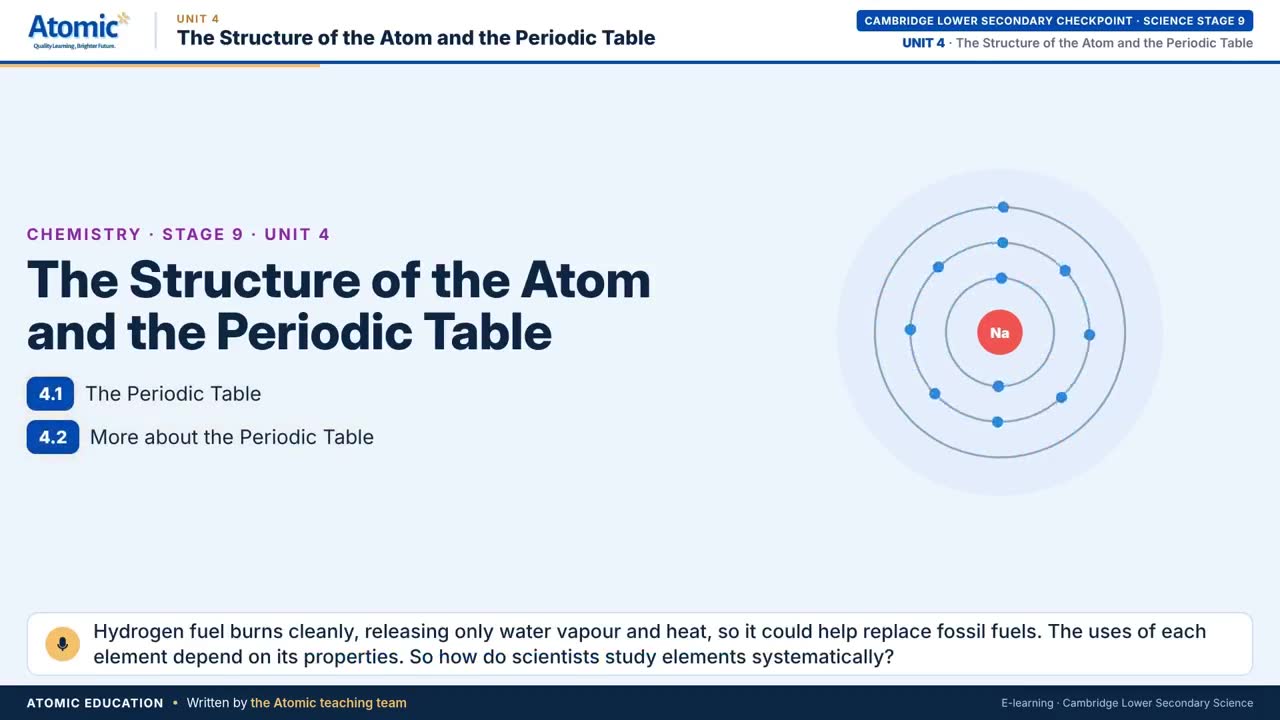 Atomic
Quality Learning, Brighter Future.
UNIT 4
The Structure of the Atom and the Periodic Table
CAMBRIDGE LOWER SECONDARY CHECKPOINT · SCIENCE STAGE 9
UNIT 4 · The Structure of the Atom and the Periodic Table
CHEMISTRY · STAGE 9 · UNIT 4
The Structure of the Atom
and the Periodic Table
4.1 The Periodic Table
4.2 More about the Periodic Table
Na
Hydrogen fuel burns cleanly, releasing only water vapour and heat, so it could help replace fossil fuels. The uses of each
element depend on its properties. So how do scientists study elements systematically?
ATOMIC EDUCATION • Written by the Atomic teaching team
E-learning · Cambridge Lower Secondary Science